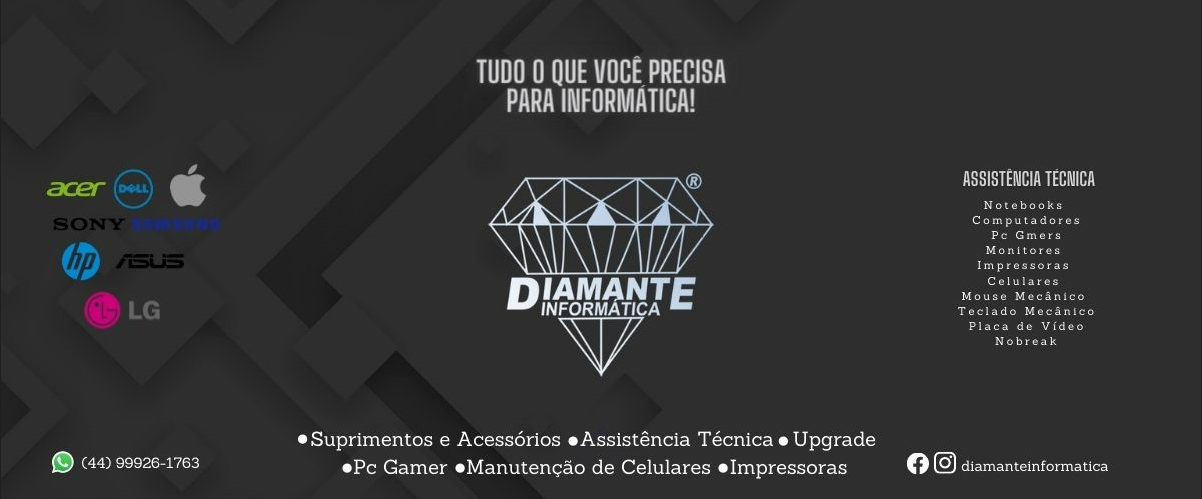 TUDO O QUE VOCÊ PRECISA
PARA INFORMÁTICA!
acer DELL
SONY SAMSUNG
hp ASUS
LG
®
DIAMANTE
INFORMÁTICA
ASSISTÊNCIA TÉCNICA
Notebooks
Computadores
Pc Gmers
Monitores
Impressoras
Celulares
Mouse Mecânico
Teclado Mecânico
Placa de Vídeo
Nobreak
●Suprimentos e Acessórios ●Assistência Técnica ● Upgrade
●Pc Gamer ●Manutenção de Celulares ●Impressoras
(44) 99926-1763
diamanteinformatica